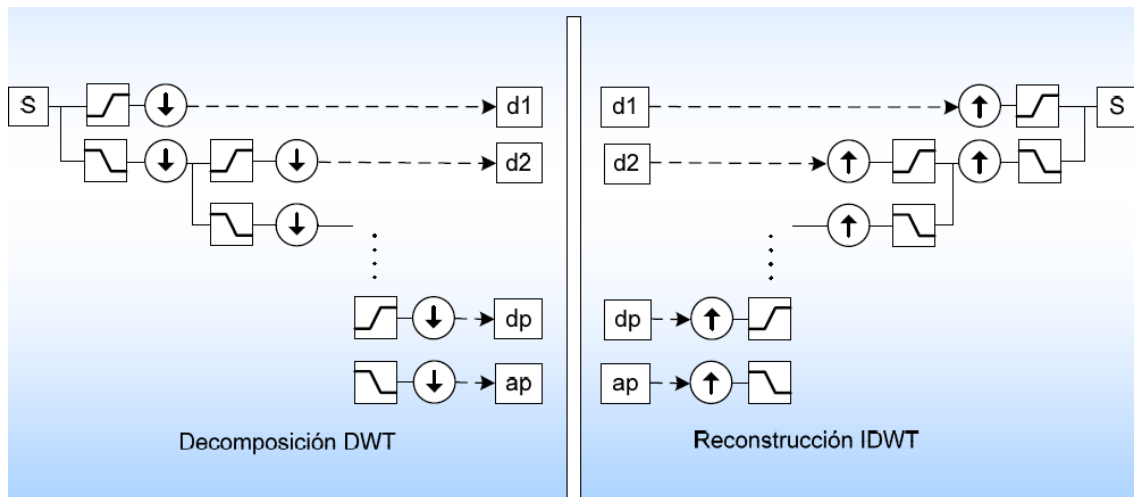 S
d1
d2
dp
ap
Decomposición DWT
d1
S
d2
dp
ap
Reconstrucción IDWT